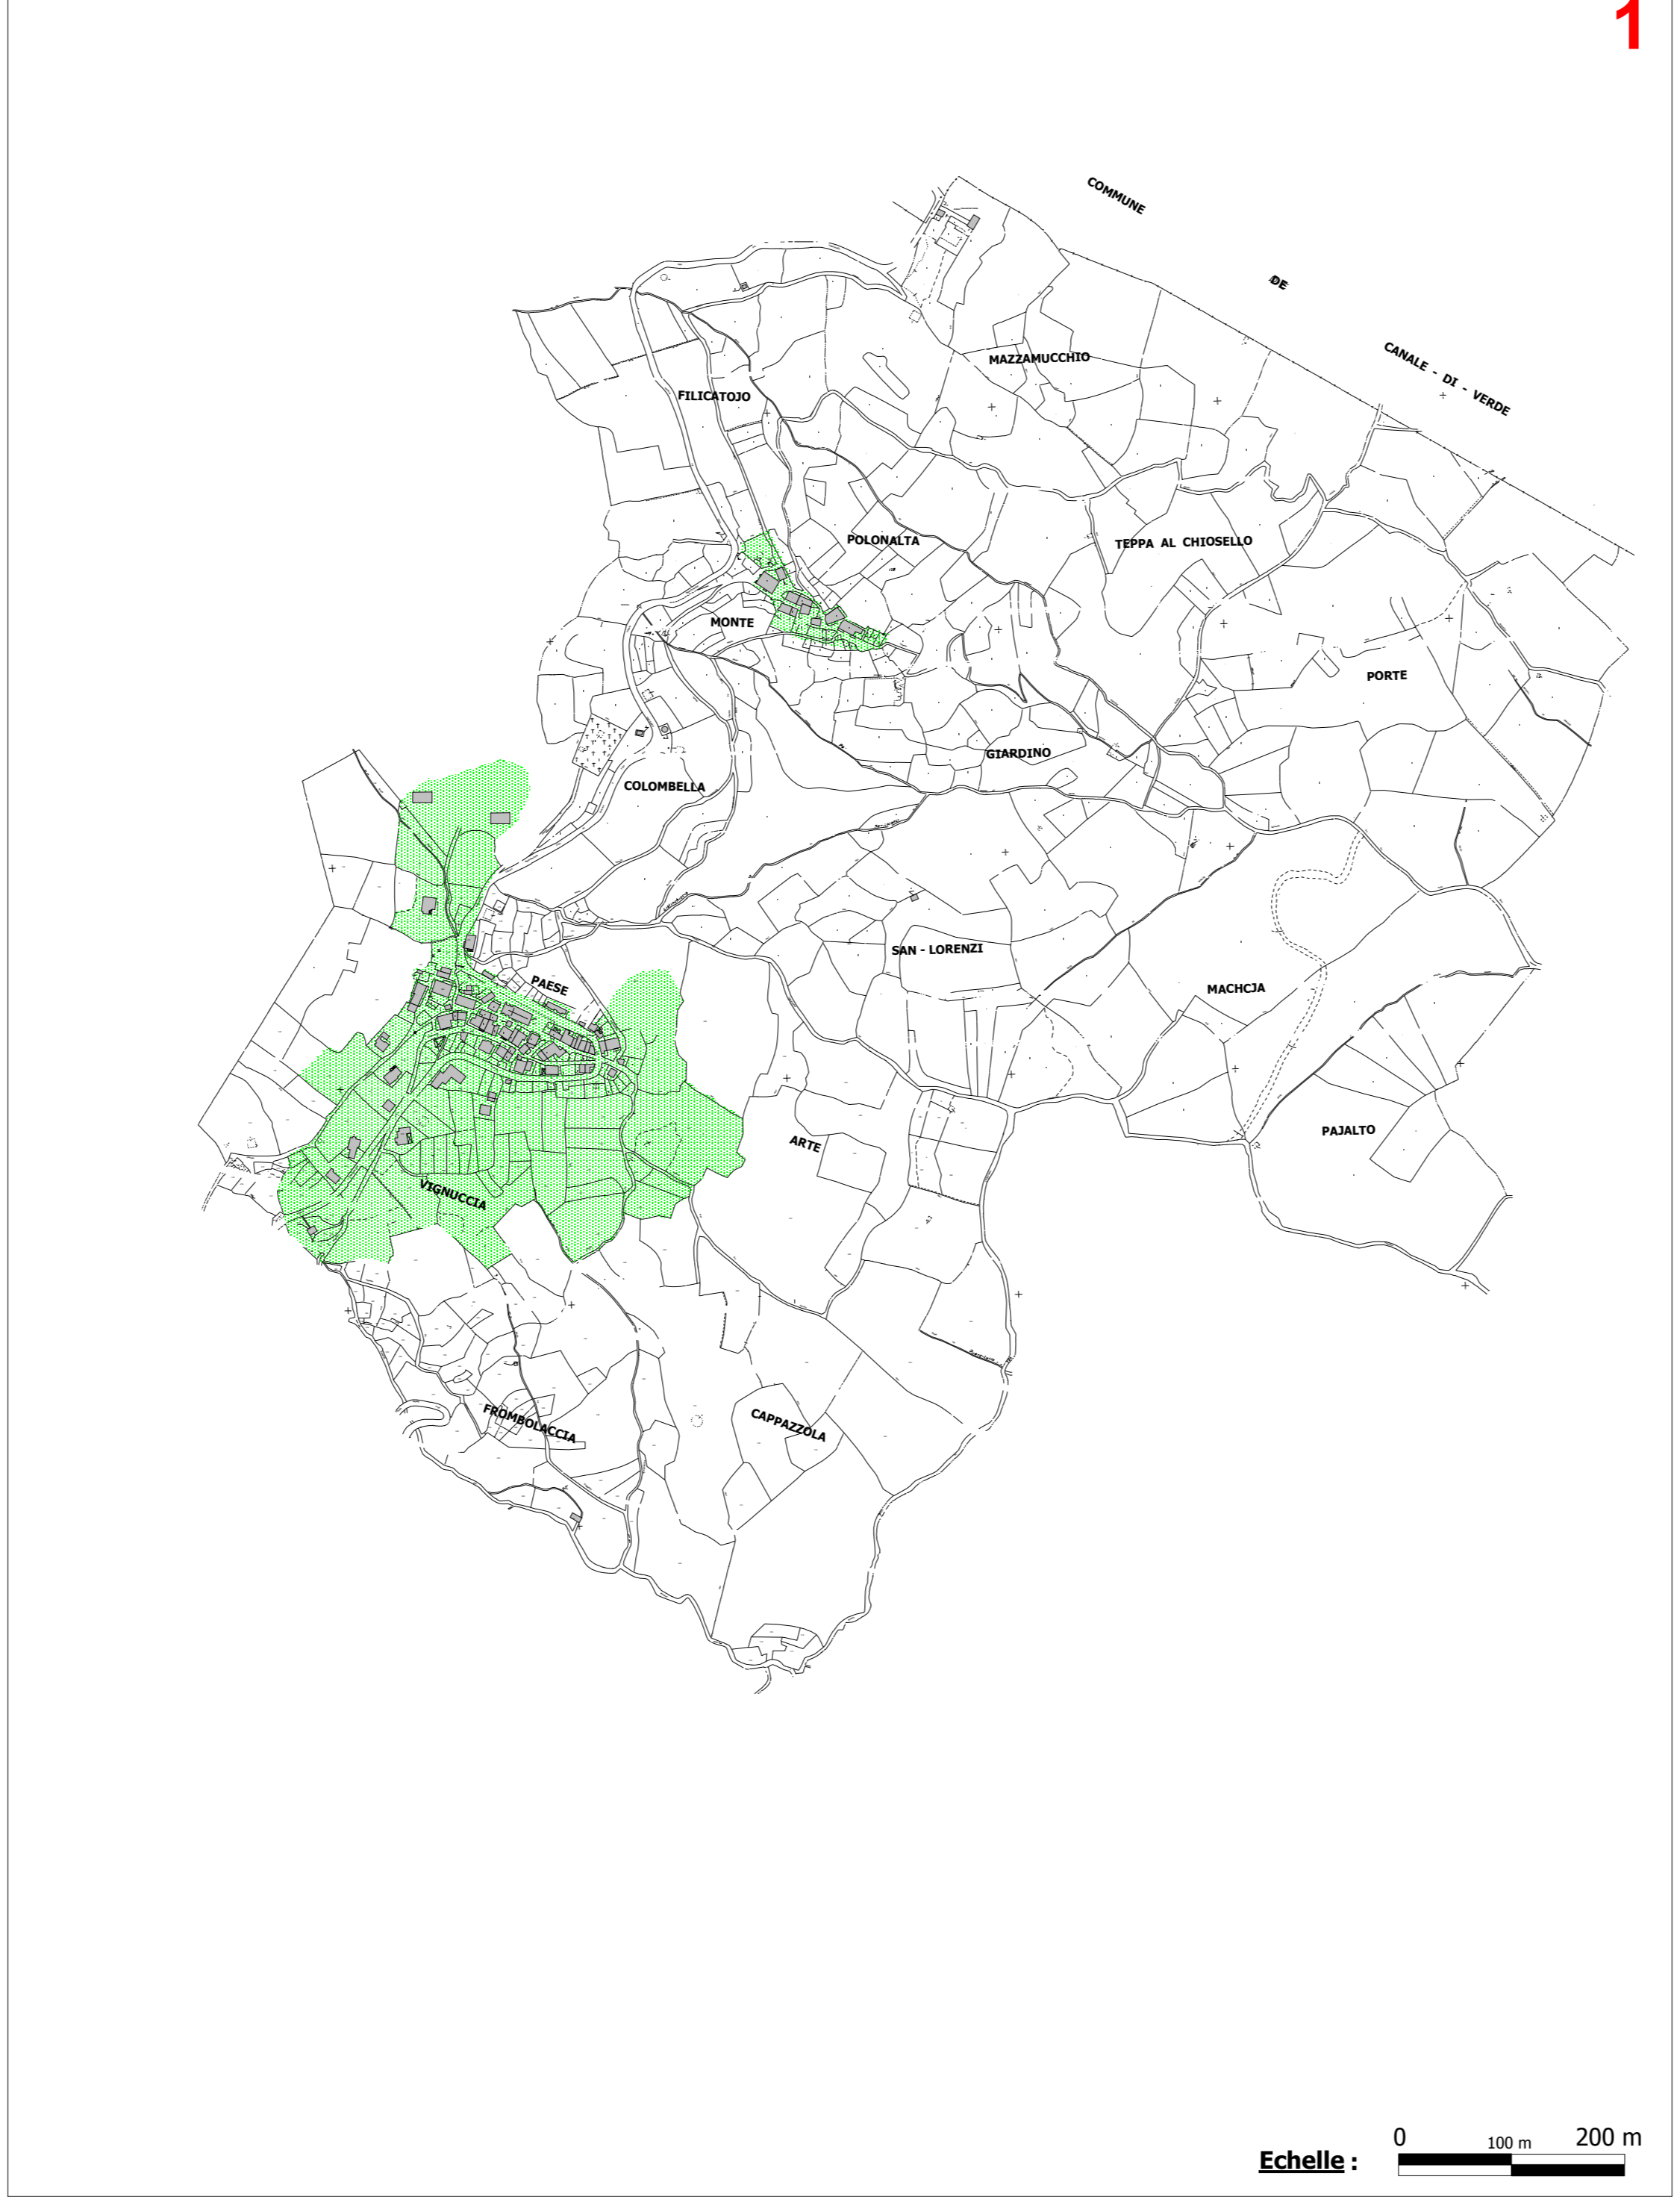 1
COMMUNE
DE
CANALE - DI - VERDE
MAZZAMUCCHIO
FILICATOJO
POLONALTA
TEPPA AL CHIOSELLO
MONTE
PORTE
GIARDINO
COLOMBELLA
SAN - LORENZI
PAESE
MACHCJA
ARTE
PAJALTO
VIGNUCCIA
FROMBOLACCIA
CAPPAZZOLA
0
100 m
200 m
Echelle :